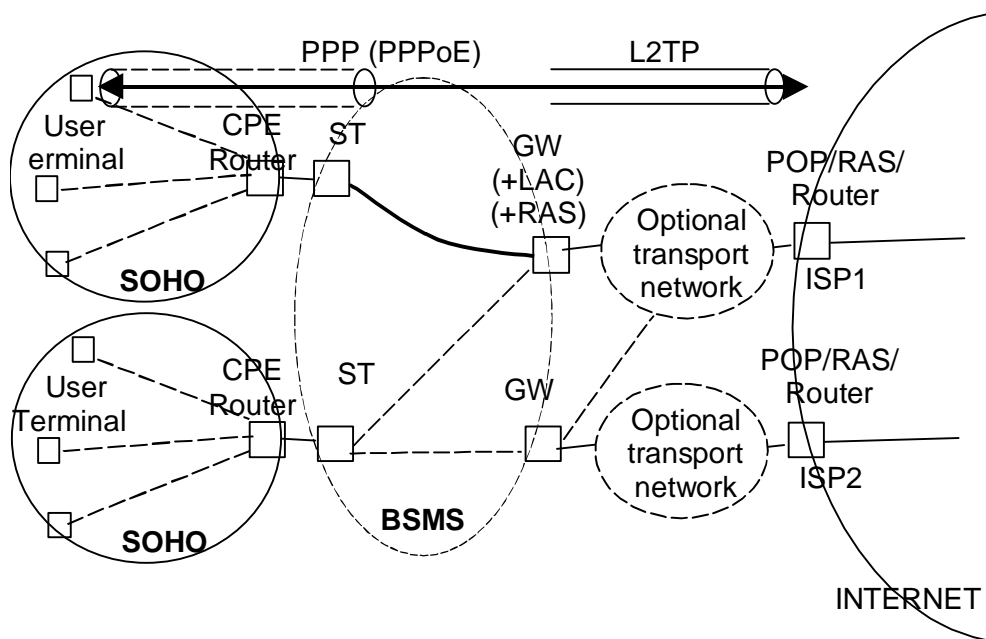 PPP (PPPoE)
L2TP
User
erminal
CPE
Router
ST
GW
(+LAC)
(+RAS)
Optional
transport
network
POP/RAS/
Router
ISP1
SOHO
User
Terminal
CPE
Router
ST
GW
Optional
transport
network
POP/RAS/
Router
ISP2
SOHO
BSMS
INTERNET